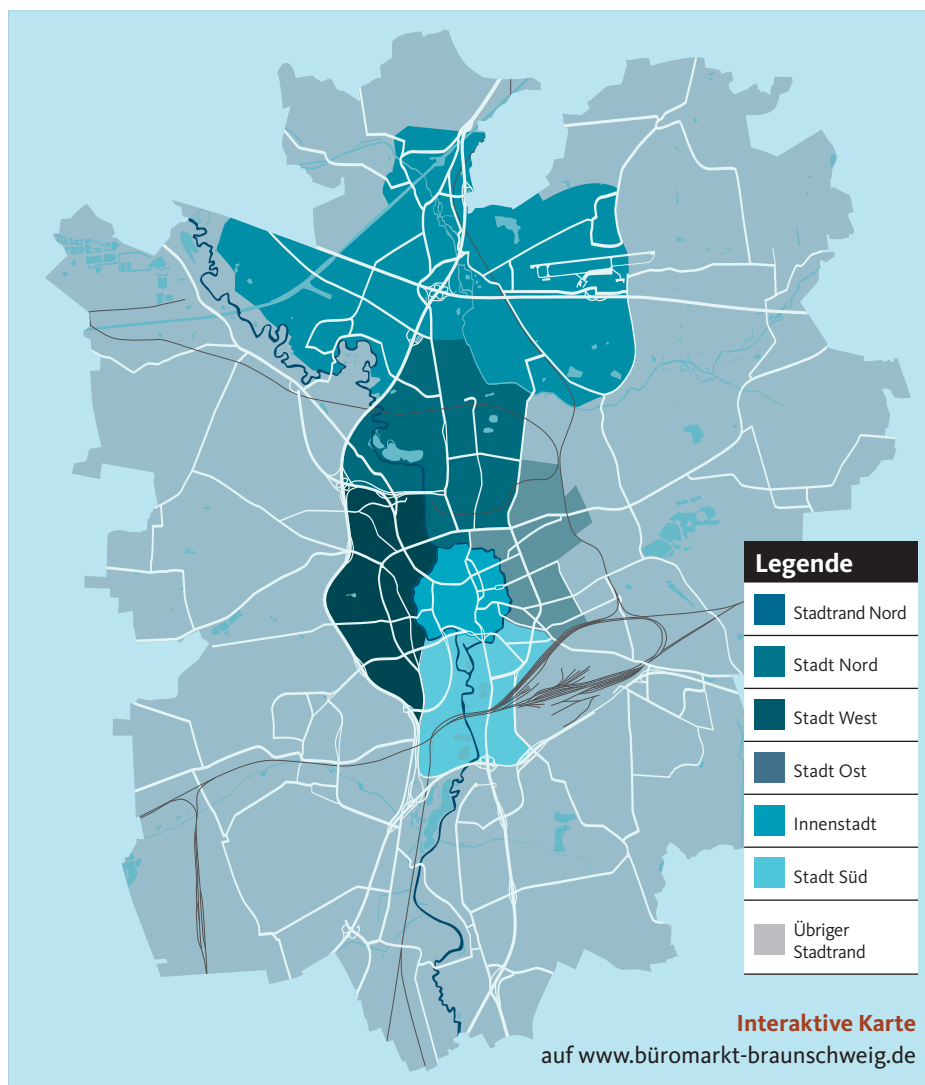 Legende
Stadtrand Nord
Stadt Nord
Stadt West
Stadt Ost
Innenstadt
Stadt Süd
Übriger
Stadtrand
Interaktive Karte
auf www.büromarkt-braunschweig.de